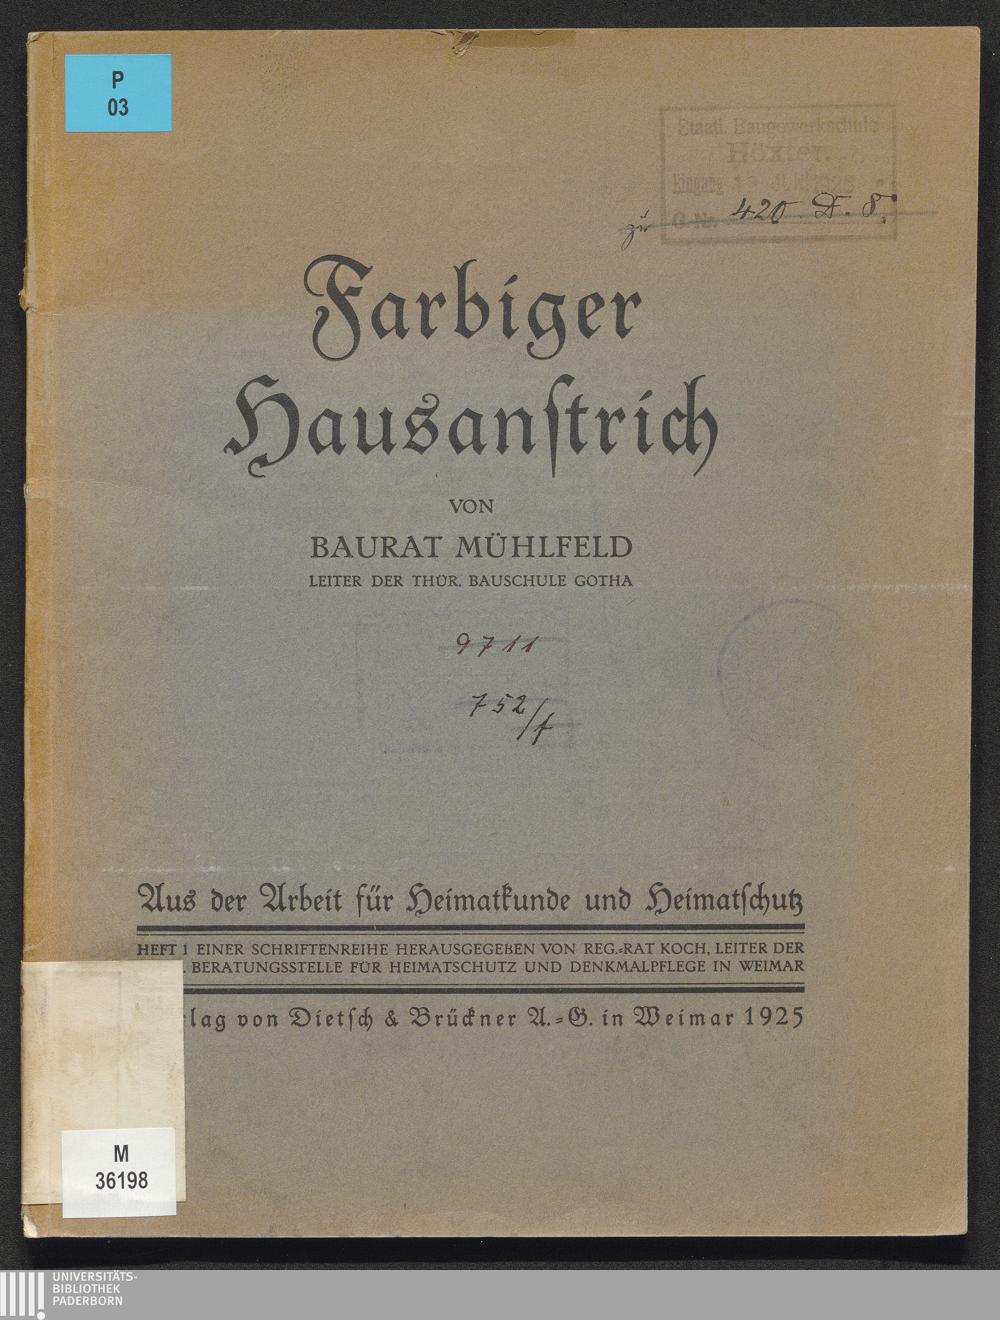 P
03
Staatl. Baugewerkschule
Höxter.
Eingang
zu 420 D. 8.
Farbiger
Hausanſtrich
VON
BAURAT MÜHLFELD
LEITER DER THÜR. BAUSCHULE GOTHA
9711
752/
Aus der Arbeit für Heimatkunde und Heimatſchutz
HEFT 1 EINER SCHRIFTENREIHE HERAUSGEGEBEN VON REG.-RAT KOCH, LEITER DER
. BERATUNGSSTELLE FÜR HEIMATSCHUTZ UND DENKMALPFLEGE IN WEIMAR
lag von Dietſch & Brückner A.-G. in Weimar 1925
M
36198
UNIVERSITÄTS-
BIBLIOTHEK
PADERBORN